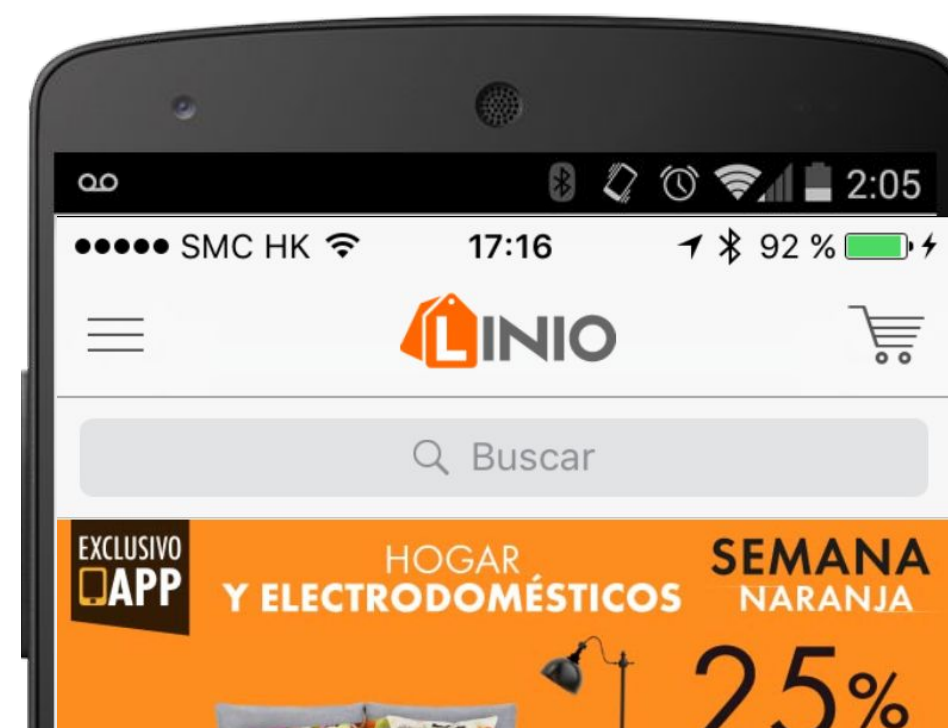 2:05
SMC HK 17:16 92 %
LINIO
Buscar
EXCLUSIVO
APP
HOGAR
Y ELECTRODOMÉSTICOS
SEMANA
NARANJA
25%